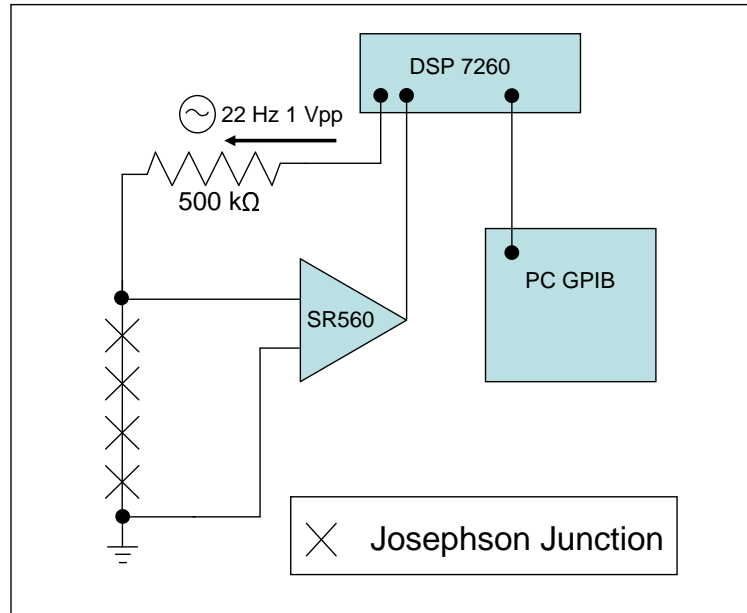 DSP 7260
22 Hz 1 Vpp
500 kΩ
SR560
PC GPIB
Josephson Junction